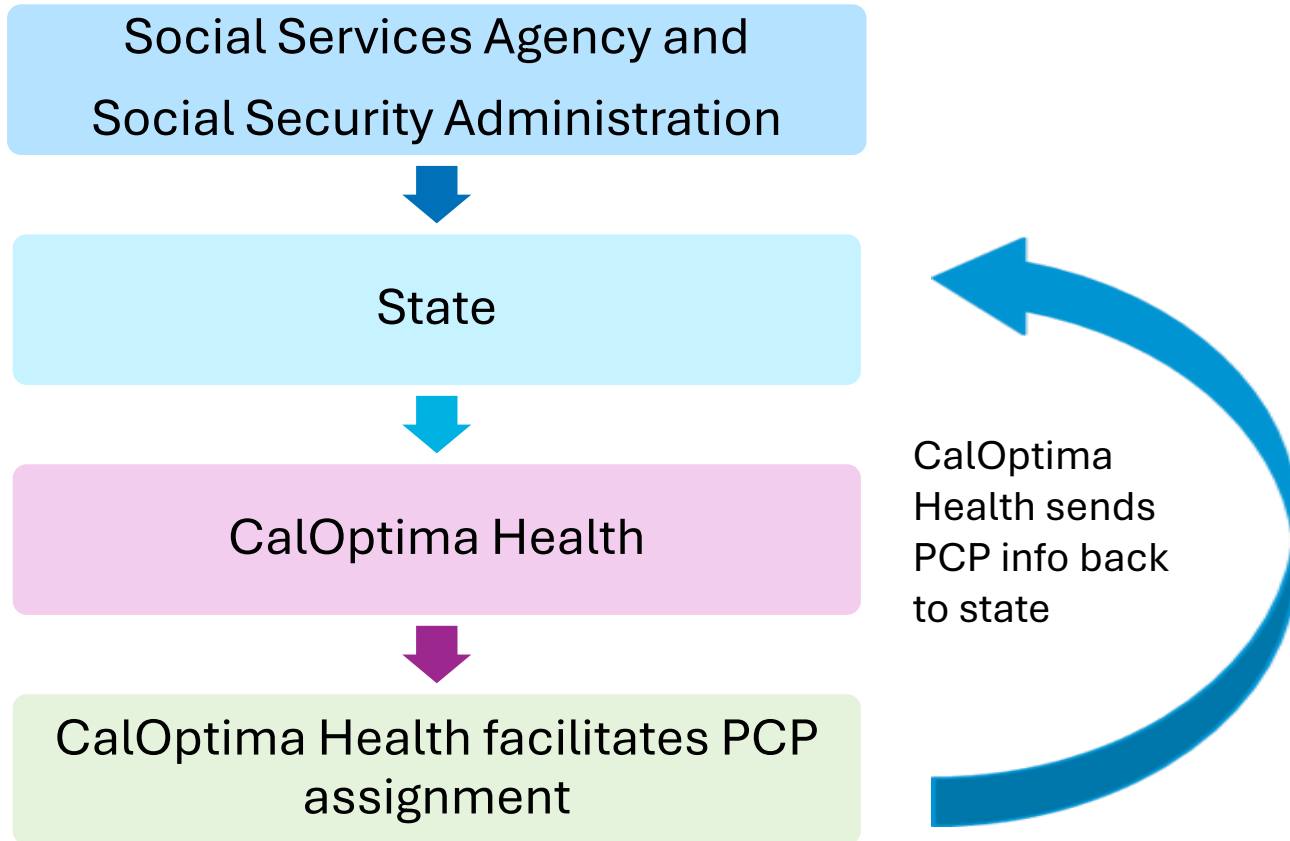 Social Services Agency and
Social Security Administration
State
CalOptima Health
CalOptima Health facilitates PCP
assignment
CalOptima
Health sends
PCP info back
to state